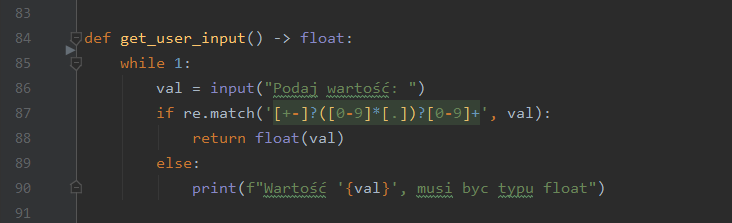 83
84 def get_user_input() -> float:
85 while 1:
86 val = input("Podaj wartość: ")
87 if re.match('[+-]?([0-9]*[.])?[0-9]+', val):
88 return float(val)
89 else:
90 print(f"Wartość '{val}', musi byc typu float")
91